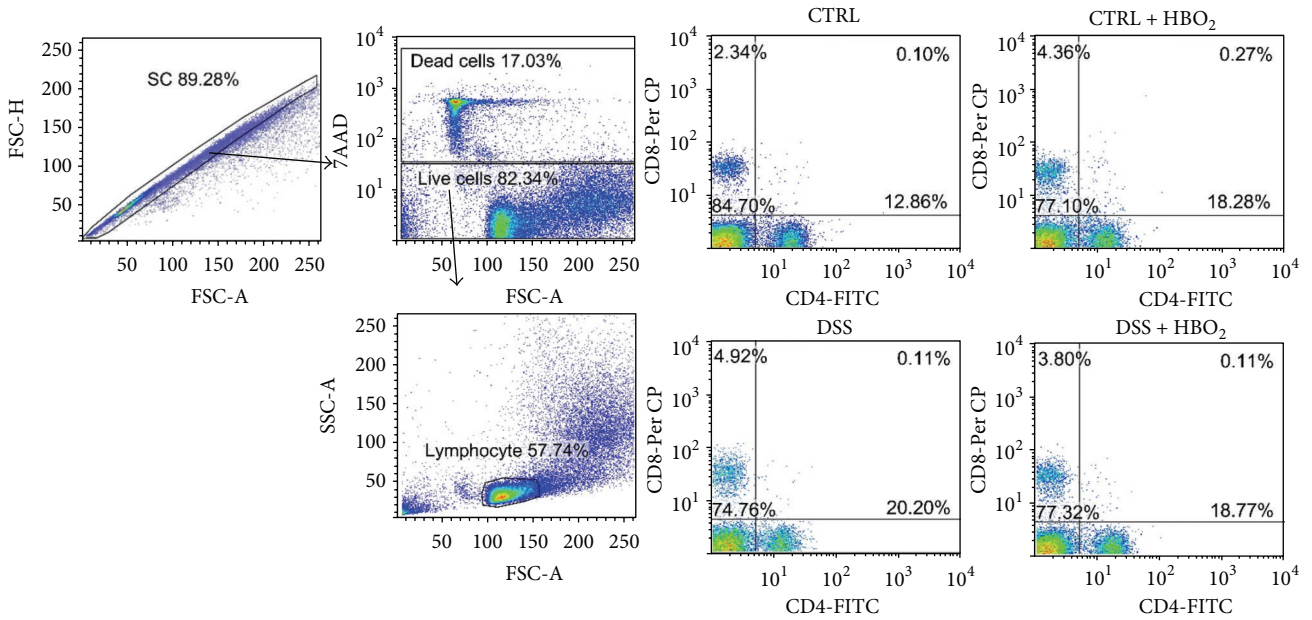 SC 89.28%
FSC-H
250
200
150
100
50
50 100 150 200 250
FSC-A
Dead cells 17.03%
Live cells 82.34%
7AAD
10^4
10^3
10^2
10^1
50 100 150 200 250
FSC-A
Lymphocyte 57.74%
SSC-A
250
200
150
100
50
50 100 150 200 250
FSC-A
CTRL
2.34% 0.10%
84.70% 12.86%
CD8-Per CP
10^4
10^3
10^2
10^1
10^1 10^2 10^3 10^4
CD4-FITC
CTRL + HBO₂
4.36% 0.27%
77.10% 18.28%
CD8-Per CP
10^4
10^3
10^2
10^1
10^1 10^2 10^3 10^4
CD4-FITC
DSS
4.92% 0.11%
74.76% 20.20%
CD8-Per CP
10^4
10^3
10^2
10^1
10^1 10^2 10^3 10^4
CD4-FITC
DSS + HBO₂
3.80% 0.11%
77.32% 18.77%
CD8-Per CP
10^4
10^3
10^2
10^1
10^1 10^2 10^3 10^4
CD4-FITC